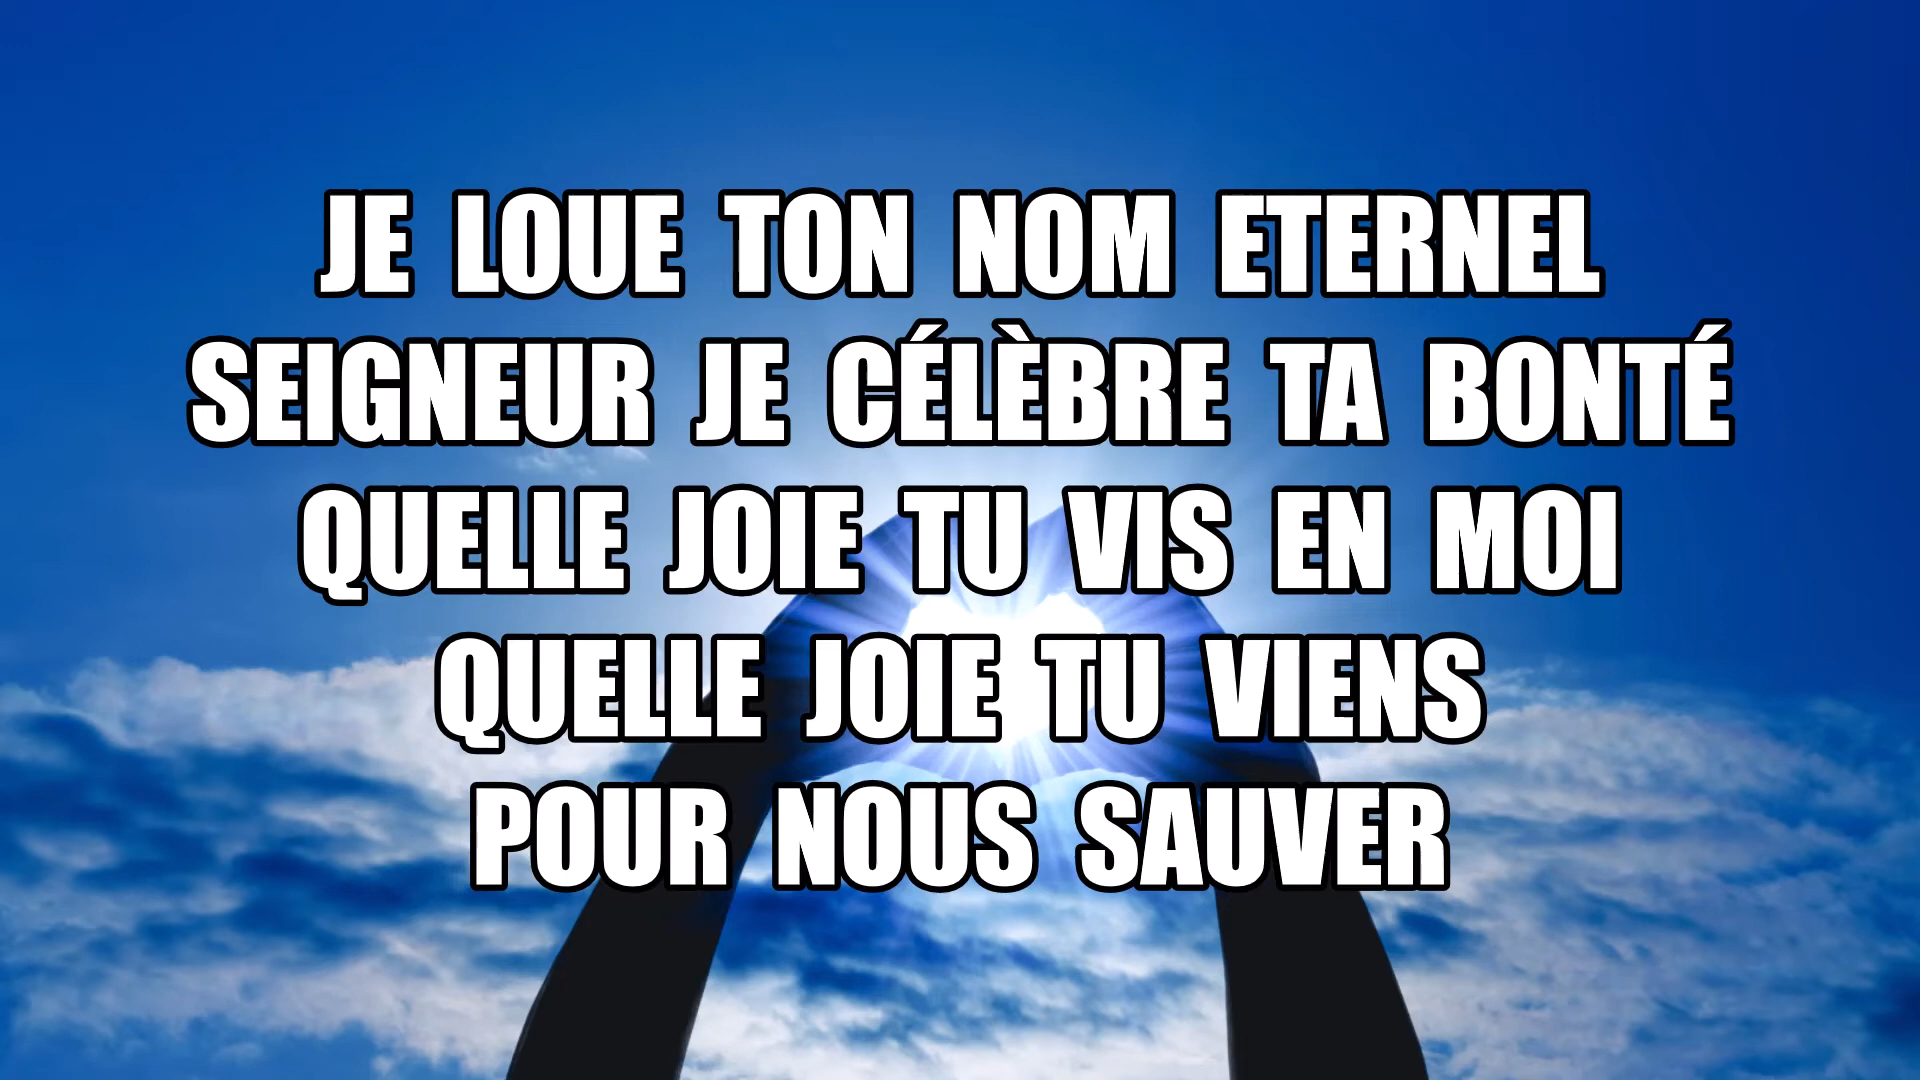 JE LOUE TON NOM ETERNEL
SEIGNEUR JE CÉLÈBRE TA BONTÉ
QUELLE JOIE TU VIS EN MOI
QUELLE JOIE TU VIENS
POUR NOUS SAUVER